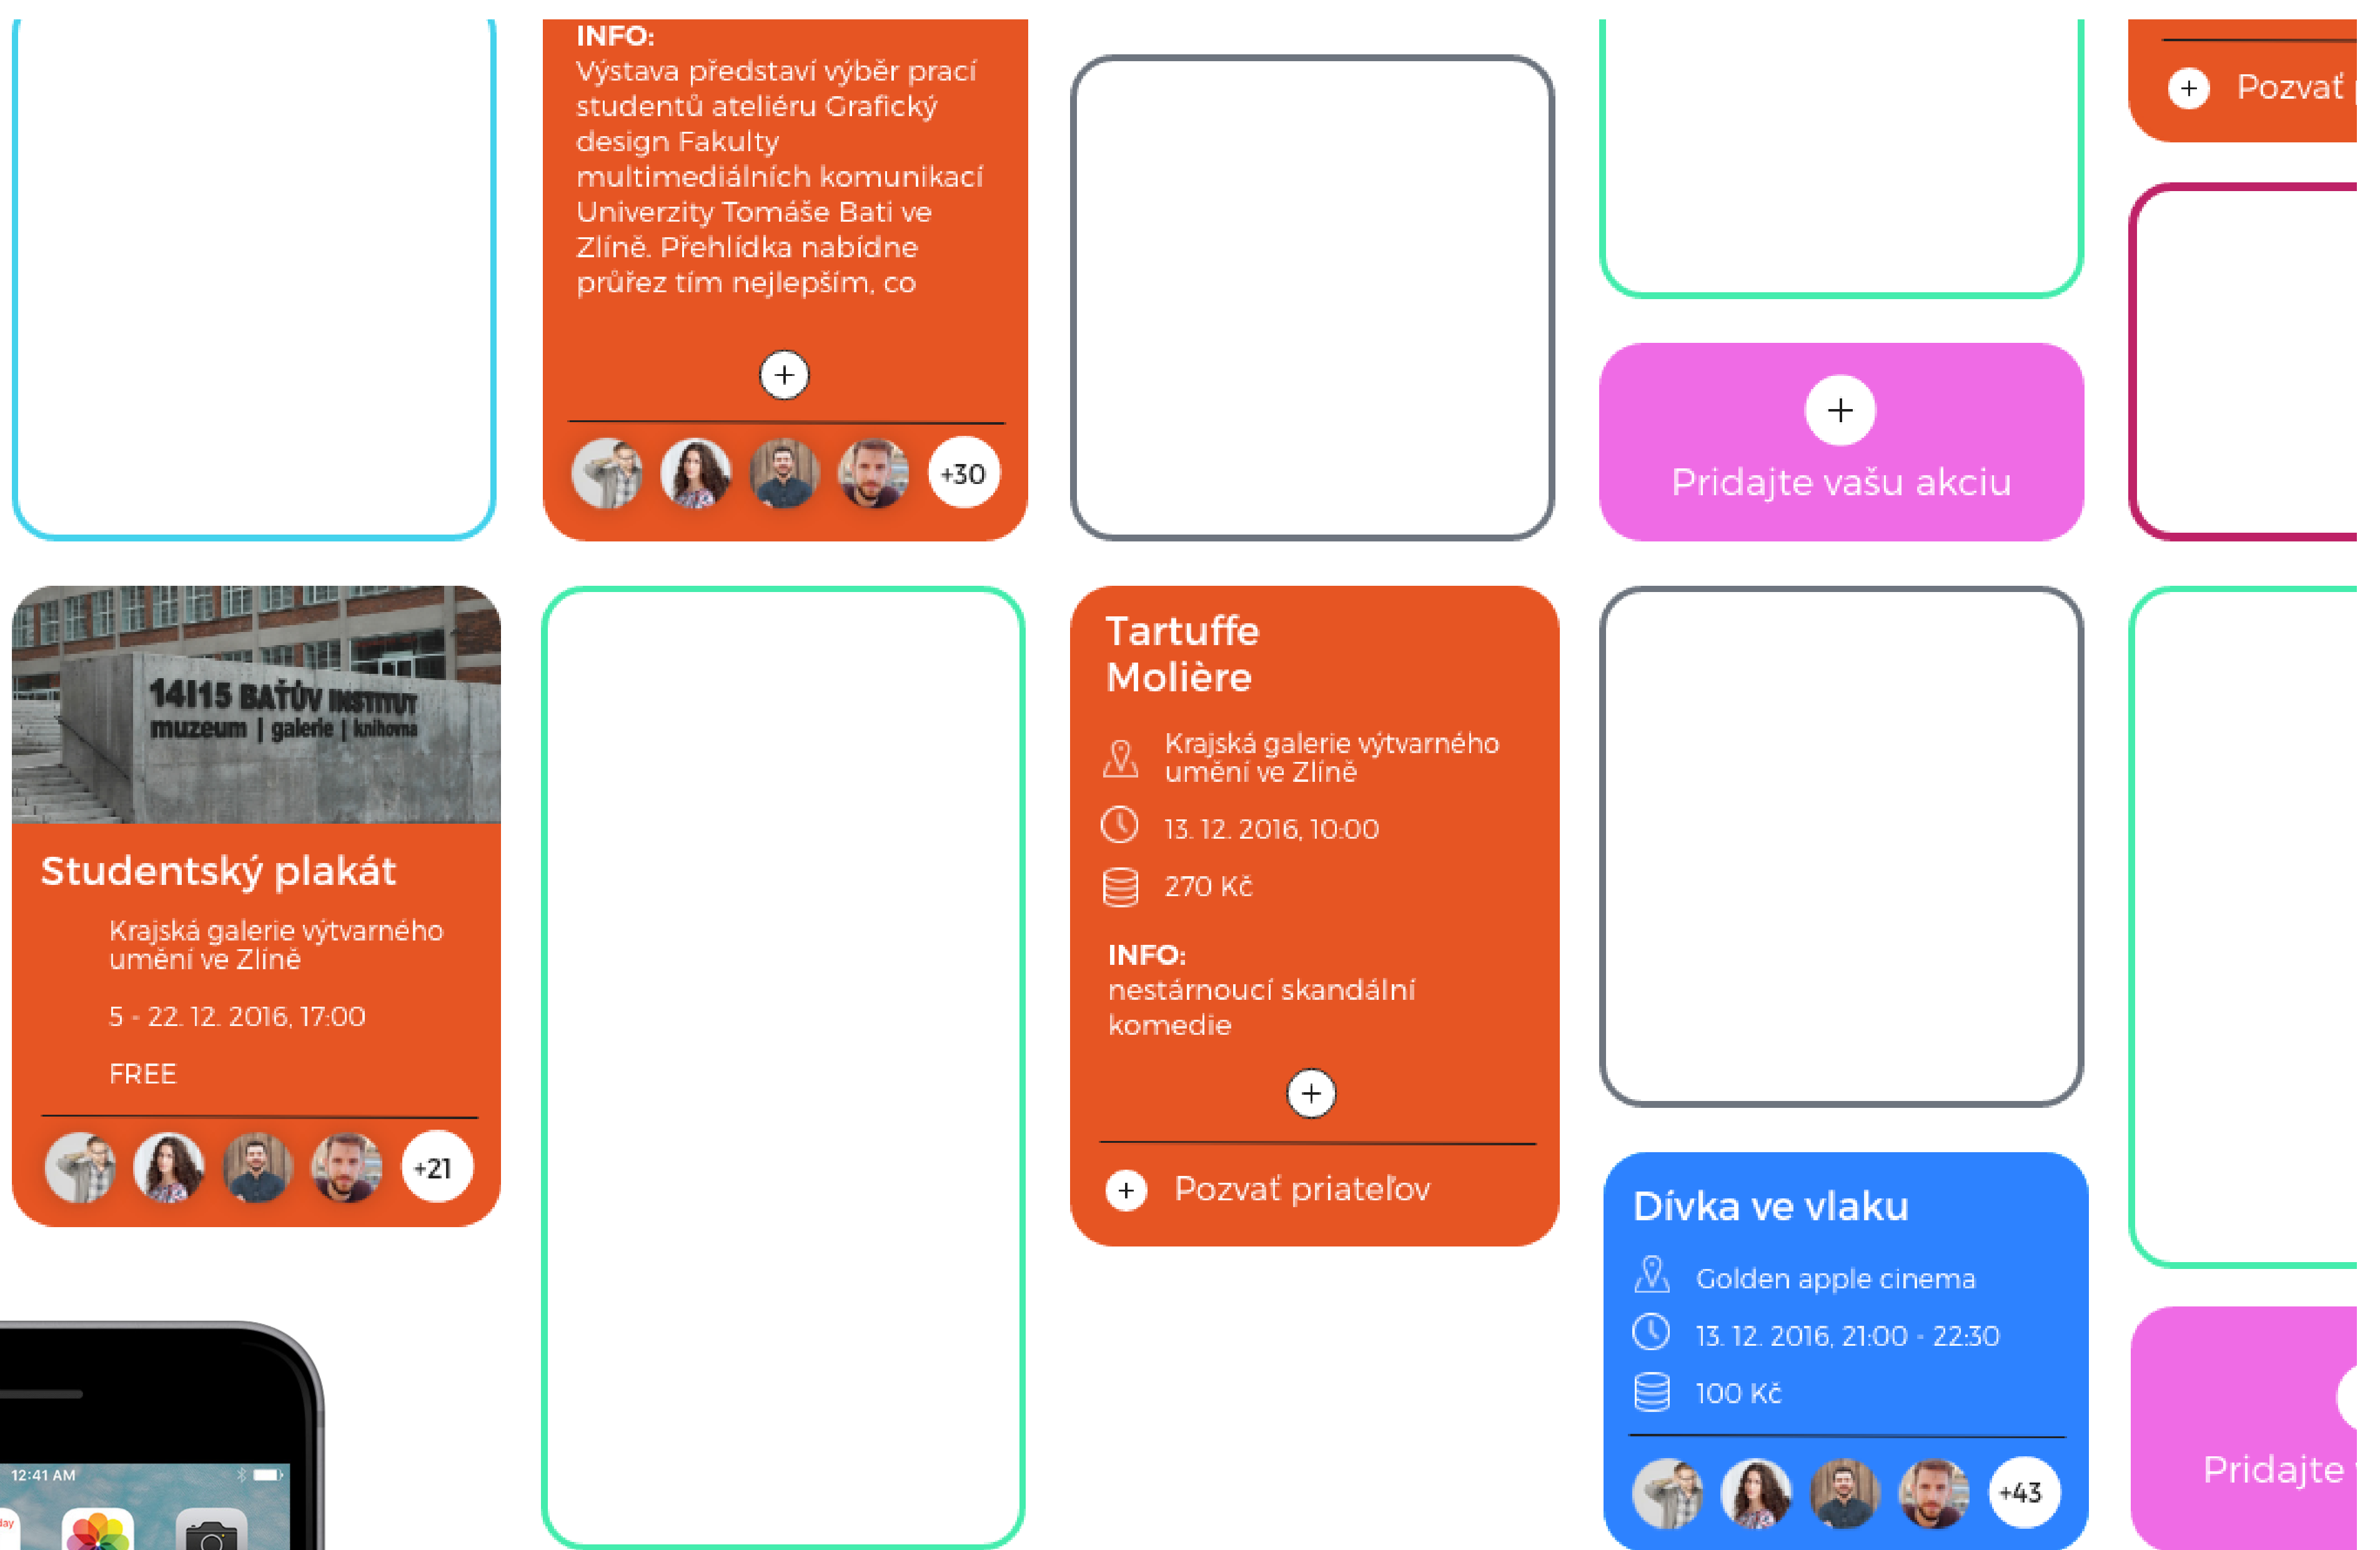 INFO:
Výstava představí výběr prací
studentů ateliéru Grafický
design Fakulty
multimediálních komunikací
Univerzity Tomáše Bati ve
Zlíně. Přehlídka nabídne
průřez tím nejlepším, co
+30
Pridajte vašu akciu
Pozvať
14|15 BAŤŮV INSTITUT
muzeum | galerie | knihovna
Studentský plakát
Krajská galerie výtvarného
umění ve Zlíně
5 - 22. 12. 2016, 17:00
FREE
+21
Tartuffe
Molière
Krajská galerie výtvarného
umění ve Zlíně
13. 12. 2016, 10:00
270 Kč
INFO:
nestárnoucí skandální
komedie
Pozvať priateľov
Dívka ve vlaku
Golden apple cinema
13. 12. 2016, 21:00 - 22:30
100 Kč
+43
Pridajte
12:41 AM